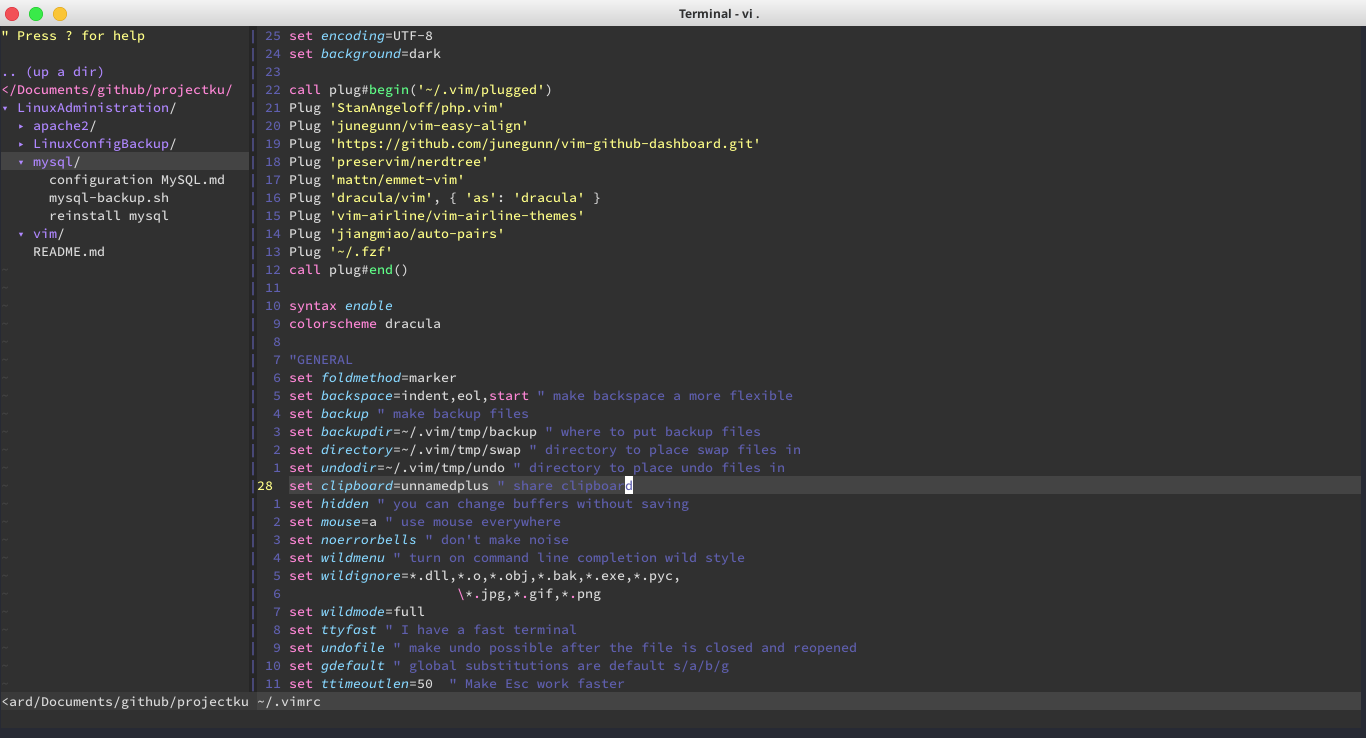 Terminal - vi .
" Press ? for help
.. (up a dir)
</Documents/github/projectku/
▾ LinuxAdministration/
▸ apache2/
▸ LinuxConfigBackup/
▾ mysql/
configuration MySQL.md
mysql-backup.sh
reinstall mysql
▾ vim/
README.md
<ard/Documents/github/projectku
25 set encoding=UTF-8
24 set background=dark
23
22 call plug#begin('~/.vim/plugged')
21 Plug 'StanAngeloff/php.vim'
20 Plug 'junegunn/vim-easy-align'
19 Plug 'https://github.com/junegunn/vim-github-dashboard.git'
18 Plug 'preservim/nerdtree'
17 Plug 'mattn/emmet-vim'
16 Plug 'dracula/vim', { 'as': 'dracula' }
15 Plug 'vim-airline/vim-airline-themes'
14 Plug 'jiangmiao/auto-pairs'
13 Plug '~/.fzf'
12 call plug#end()
11
10 syntax enable
9 colorscheme dracula
8
7 "GENERAL
6 set foldmethod=marker
5 set backspace=indent,eol,start " make backspace a more flexible
4 set backup " make backup files
3 set backupdir=~/.vim/tmp/backup " where to put backup files
2 set directory=~/.vim/tmp/swap " directory to place swap files in
1 set undodir=~/.vim/tmp/undo " directory to place undo files in
28 set clipboard=unnamedplus " share clipboard
1 set hidden " you can change buffers without saving
2 set mouse=a " use mouse everywhere
3 set noerrorbells " don't make noise
4 set wildmenu " turn on command line completion wild style
5 set wildignore=*.dll,*.o,*.obj,*.bak,*.exe,*.pyc,
6 \*.jpg,*.gif,*.png
7 set wildmode=full
8 set ttyfast " I have a fast terminal
9 set undofile " make undo possible after the file is closed and reopened
10 set gdefault " global substitutions are default s/a/b/g
11 set ttimeoutlen=50  " Make Esc work faster
~/.vimrc